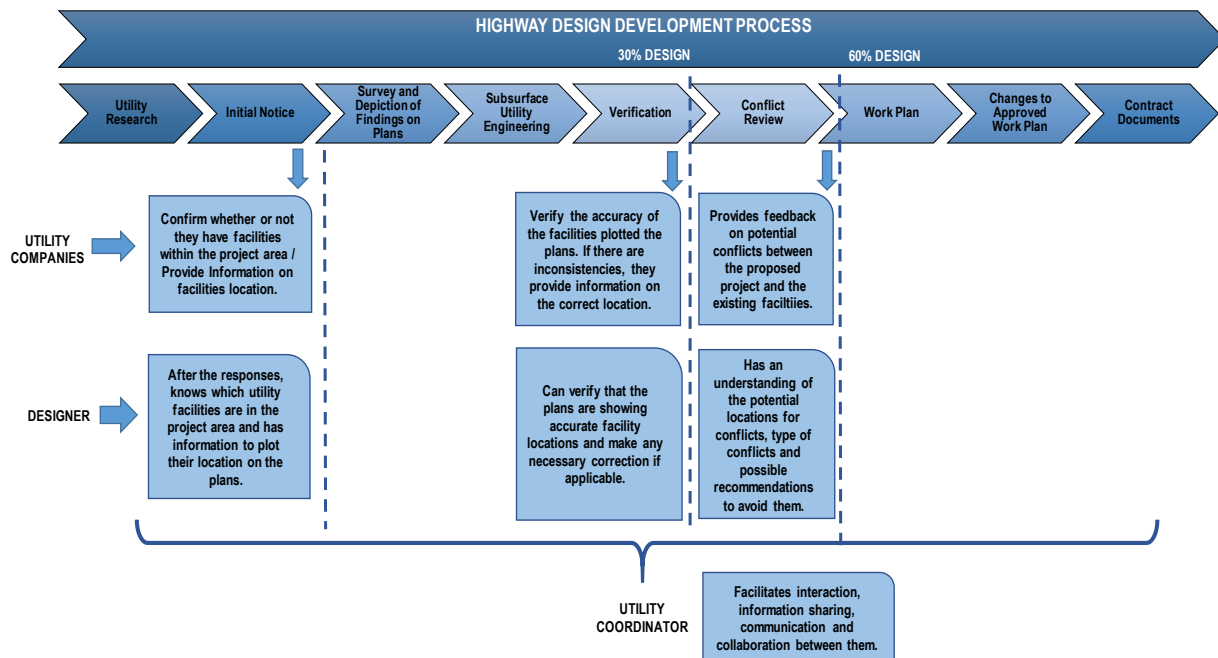 HIGHWAY DESIGN DEVELOPMENT PROCESS
30% DESIGN
60% DESIGN
Utility
Research
Initial Notice
Survey and
Depiction of
Findings on
Plans
Subsurface
Utility
Engineering
Verification
Conflict
Review
Work Plan
Changes to
Approved
Work Plan
Contract
Documents
UTILITY
COMPANIES
Confirm whether or not
they have facilities
within the project area /
Provide Information on
facilities location.
Verify the accuracy of
the facilities plotted the
plans. If there are
inconsistencies, they
provide information on
the correct location.
Provides feedback
on potential
conflicts between
the proposed
project and the
existing faciltiies.
DESIGNER
After the responses,
knows which utility
facilities are in the
project area and has
information to plot
their location on the
plans.
Can verify that the
plans are showing
accurate facility
locations and make any
necessary correction if
applicable.
Has an
understanding of
the potential
locations for
conflicts, type of
conflicts and
possible
recommendations
to avoid them.
UTILITY
COORDINATOR
Facilitates interaction,
information sharing,
communication and
collaboration between
them.